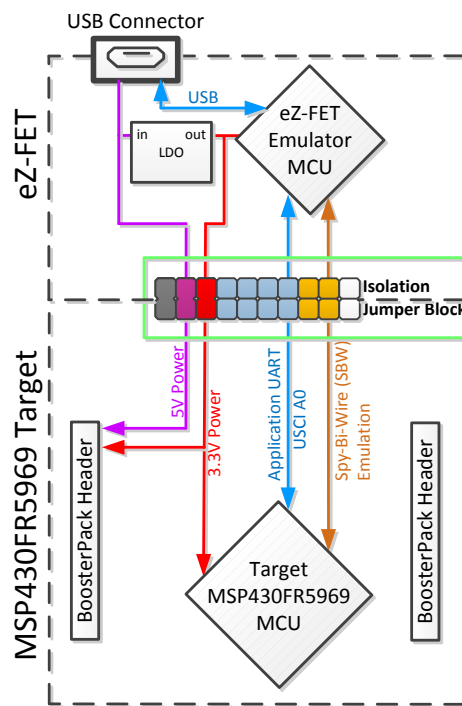 USB Connector
USB
eZ-FET
Emulator
MCU
in out
LDO
eZ-FET
Isolation
Jumper Block
5V Power
3.3V Power
Application UART
USCI A0
Spy-Bi-Wire (SBW)
Emulation
MSP430FR5969 Target
BoosterPack Header
BoosterPack Header
Target
MSP430FR5969
MCU